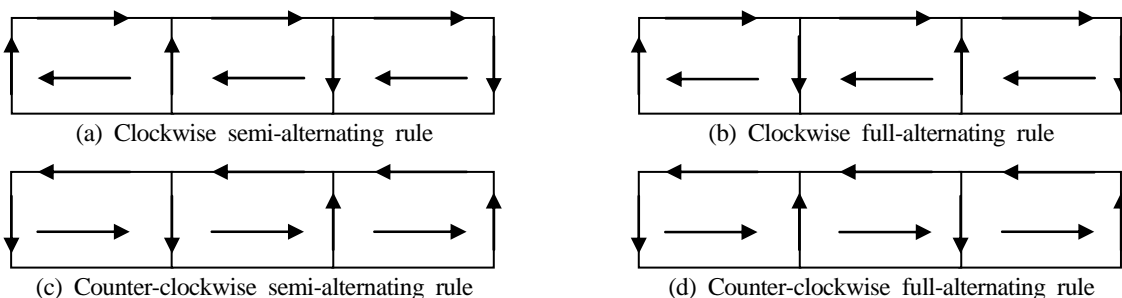 (a) Clockwise semi-alternating rule
(b) Clockwise full-alternating rule
(c) Counter-clockwise semi-alternating rule
(d) Counter-clockwise full-alternating rule